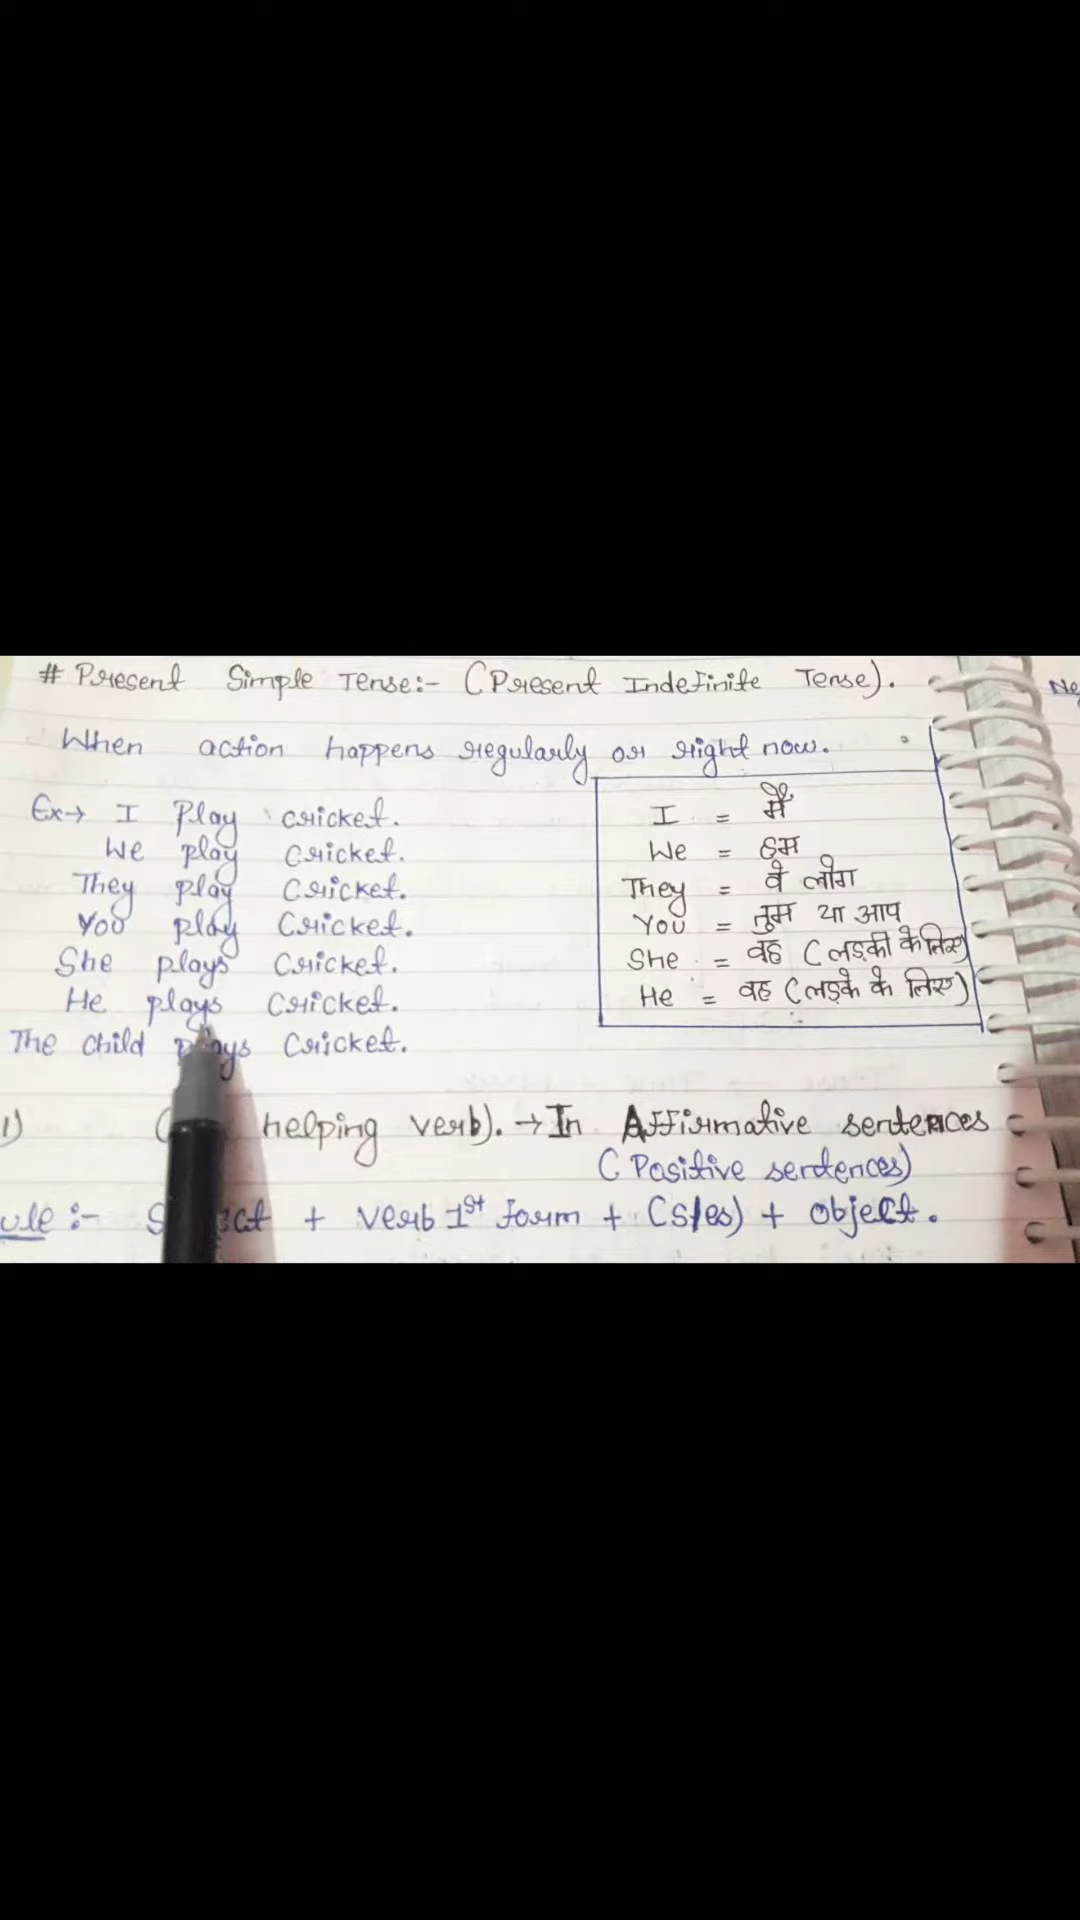 # Present Simple Tense:- (Present Indefinite Tense).
When action happens regularly or right now.
Ex→ I Play cricket.
We play cricket.
They play cricket.
You play cricket.
She plays cricket.
He plays cricket.
The child plays cricket.
I = मैं
We = हम
They = वे लोग
You = तुम या आप
She = वह (लड़की के लिए)
He = वह (लड़के के लिए)
1) helping verb). → In Affirmative sentences
(Positive sentences)
:- + verb 1st form + (s/es) + object.